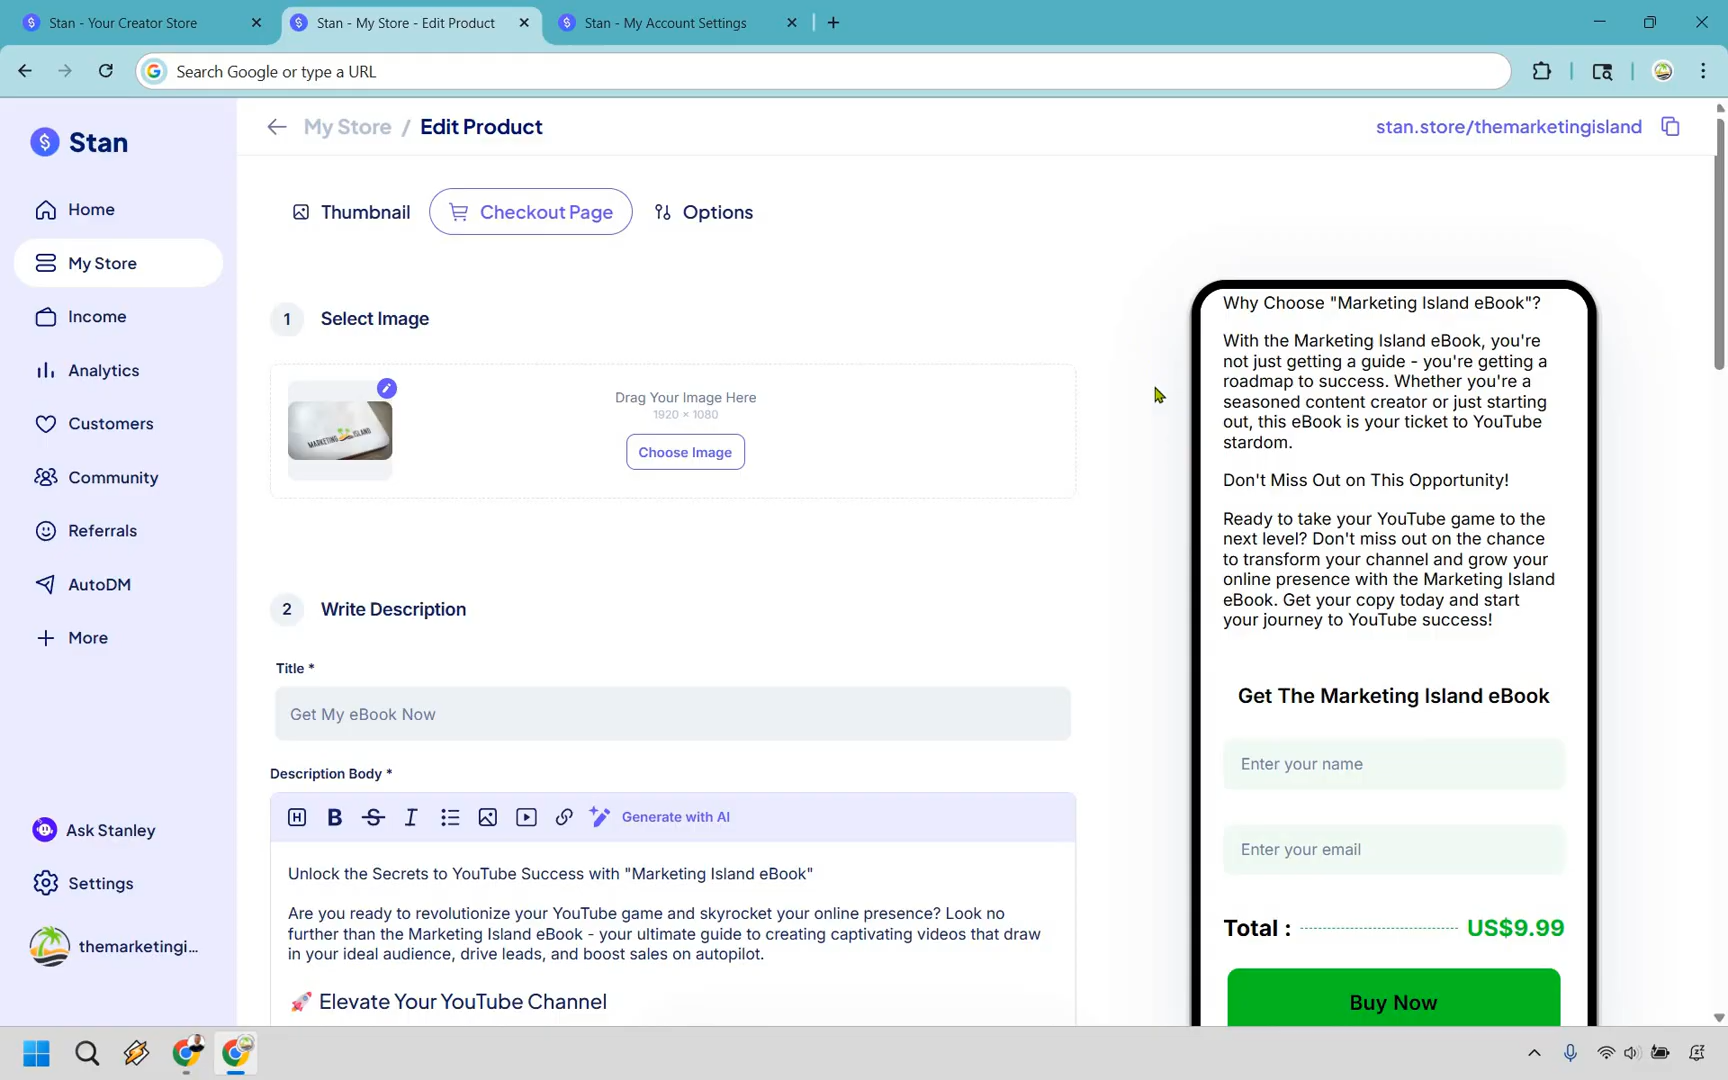 Stan - Your Creator Store
Stan - My Store - Edit Product
Stan - My Account Settings
Search Google or type a URL
Stan
Home
My Store
Income
Analytics
Customers
Community
Referrals
AutoDM
More
Ask Stanley
Settings
themarketingi...
My Store / Edit Product
stan.store/themarketingisland
Thumbnail
Checkout Page
Options
1 Select Image
MARKETING ISLAND
Drag Your Image Here
1920 × 1080
Choose Image
2 Write Description
Title *
Get My eBook Now
Description Body *
Generate with AI
Unlock the Secrets to YouTube Success with "Marketing Island eBook"
Are you ready to revolutionize your YouTube game and skyrocket your online presence? Look no
further than the Marketing Island eBook - your ultimate guide to creating captivating videos that draw
in your ideal audience, drive leads, and boost sales on autopilot.
🚀 Elevate Your YouTube Channel
Why Choose "Marketing Island eBook"?
With the Marketing Island eBook, you're
not just getting a guide - you're getting a
roadmap to success. Whether you're a
seasoned content creator or just starting
out, this eBook is your ticket to YouTube
stardom.
Don't Miss Out on This Opportunity!
Ready to take your YouTube game to the
next level? Don't miss out on the chance
to transform your channel and grow your
online presence with the Marketing Island
eBook. Get your copy today and start
your journey to YouTube success!
Get The Marketing Island eBook
Enter your name
Enter your email
Total : US$9.99
Buy Now